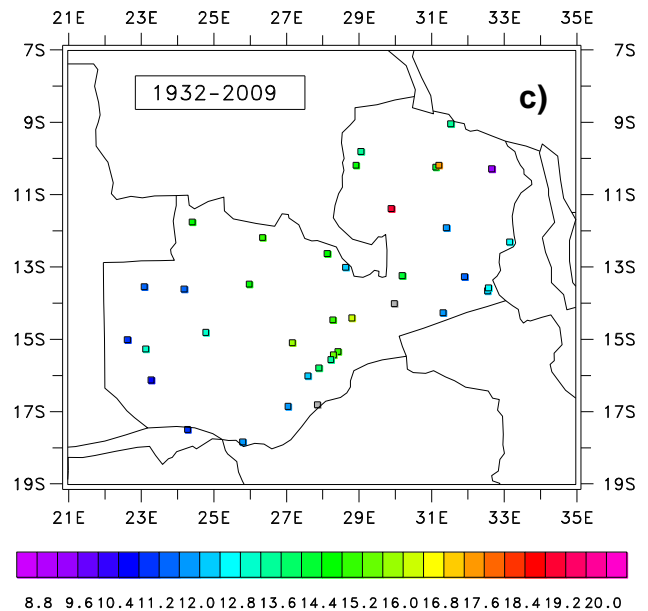 21E 23E 25E 27E 29E 31E 33E 35E
7S 7S
1932-2009 c)
9S 9S
11S 11S
13S 13S
15S 15S
17S 17S
19S 19S
21E 23E 25E 27E 29E 31E 33E 35E
8.8 9.6 10.4 11.2 12.0 12.8 13.6 14.4 15.2 16.0 16.8 17.6 18.4 19.2 20.0